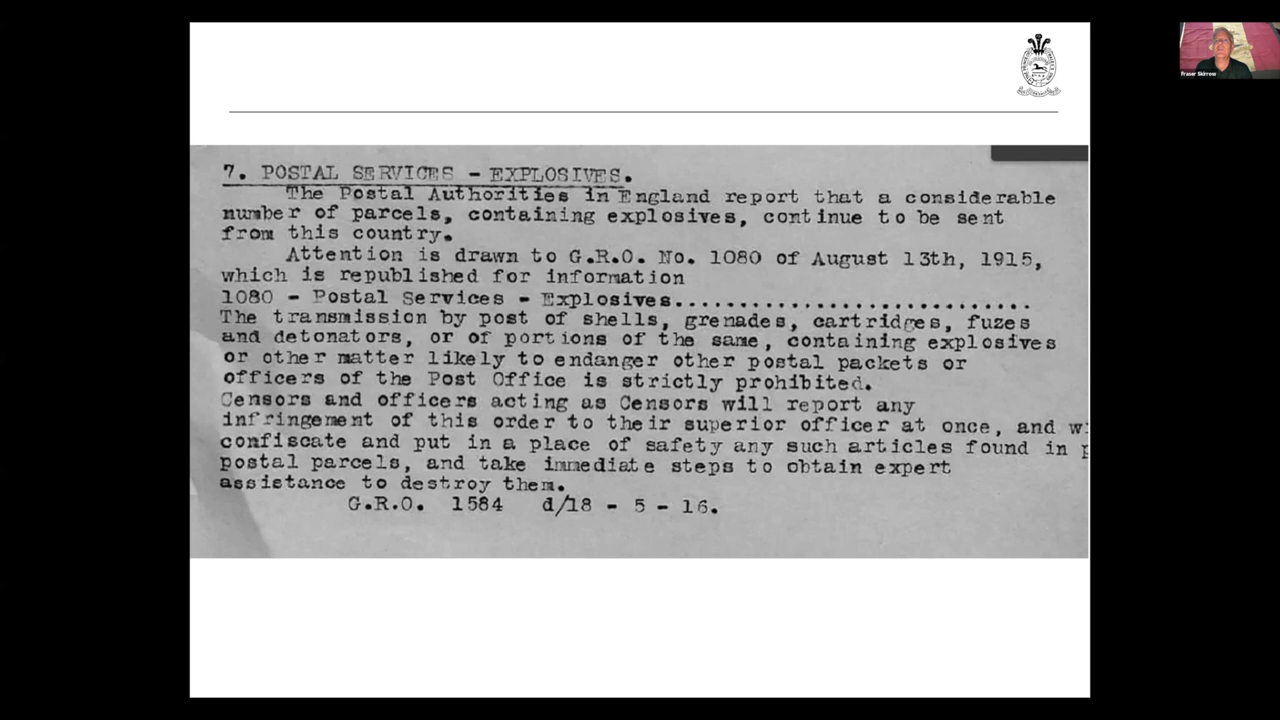 Fraser Skirrow
7. POSTAL SERVICES - EXPLOSIVES.
The Postal Authorities in England report that a considerable
number of parcels, containing explosives, continue to be sent
from this country.
Attention is drawn to G.R.O. No. 1080 of August 13th, 1915,
which is republished for information
1080 - Postal Services - Explosives............................
The transmission by post of shells, grenades, cartridges, fuzes
and detonators, or of portions of the same, containing explosives
or other matter likely to endanger other postal packets or
officers of the Post Office is strictly prohibited.
Censors and officers acting as Censors will report any
infringement of this order to their superior officer at once, and
confiscate and put in a place of safety any such articles found in
postal parcels, and take immediate steps to obtain expert
assistance to destroy them.
G.R.O. 1584 d/18 - 5 - 16.